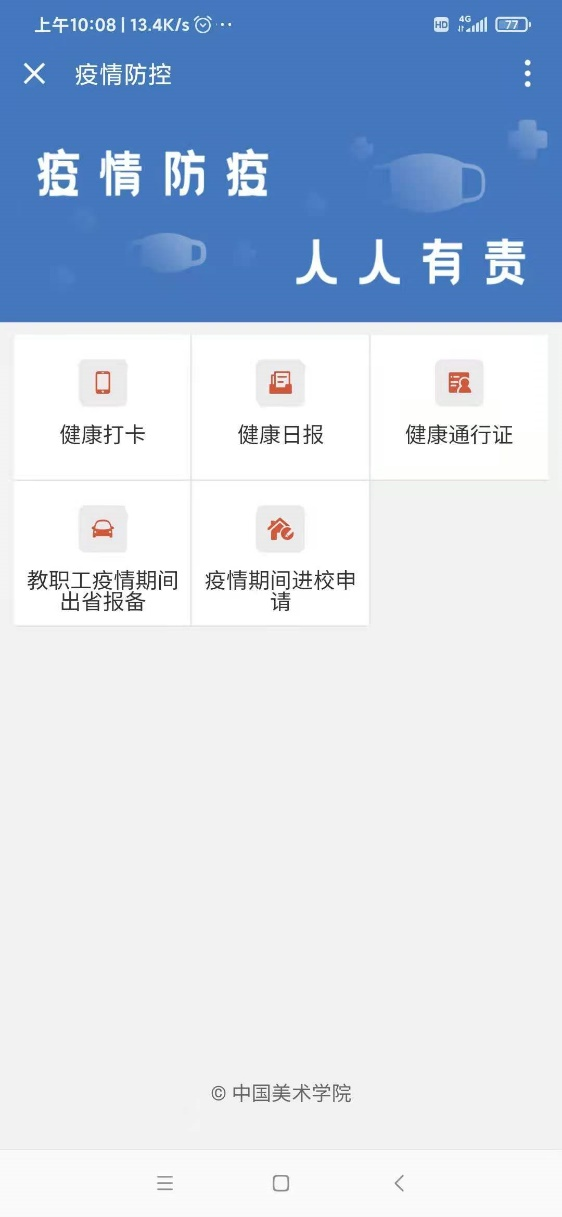 上午10:08 | 13.4K/s ··
HD 4G 77
疫情防控
疫情防疫
人人有责
健康打卡
健康日报
健康通行证
教职工疫情期间
出省报备
疫情期间进校申
请
© 中国美术学院